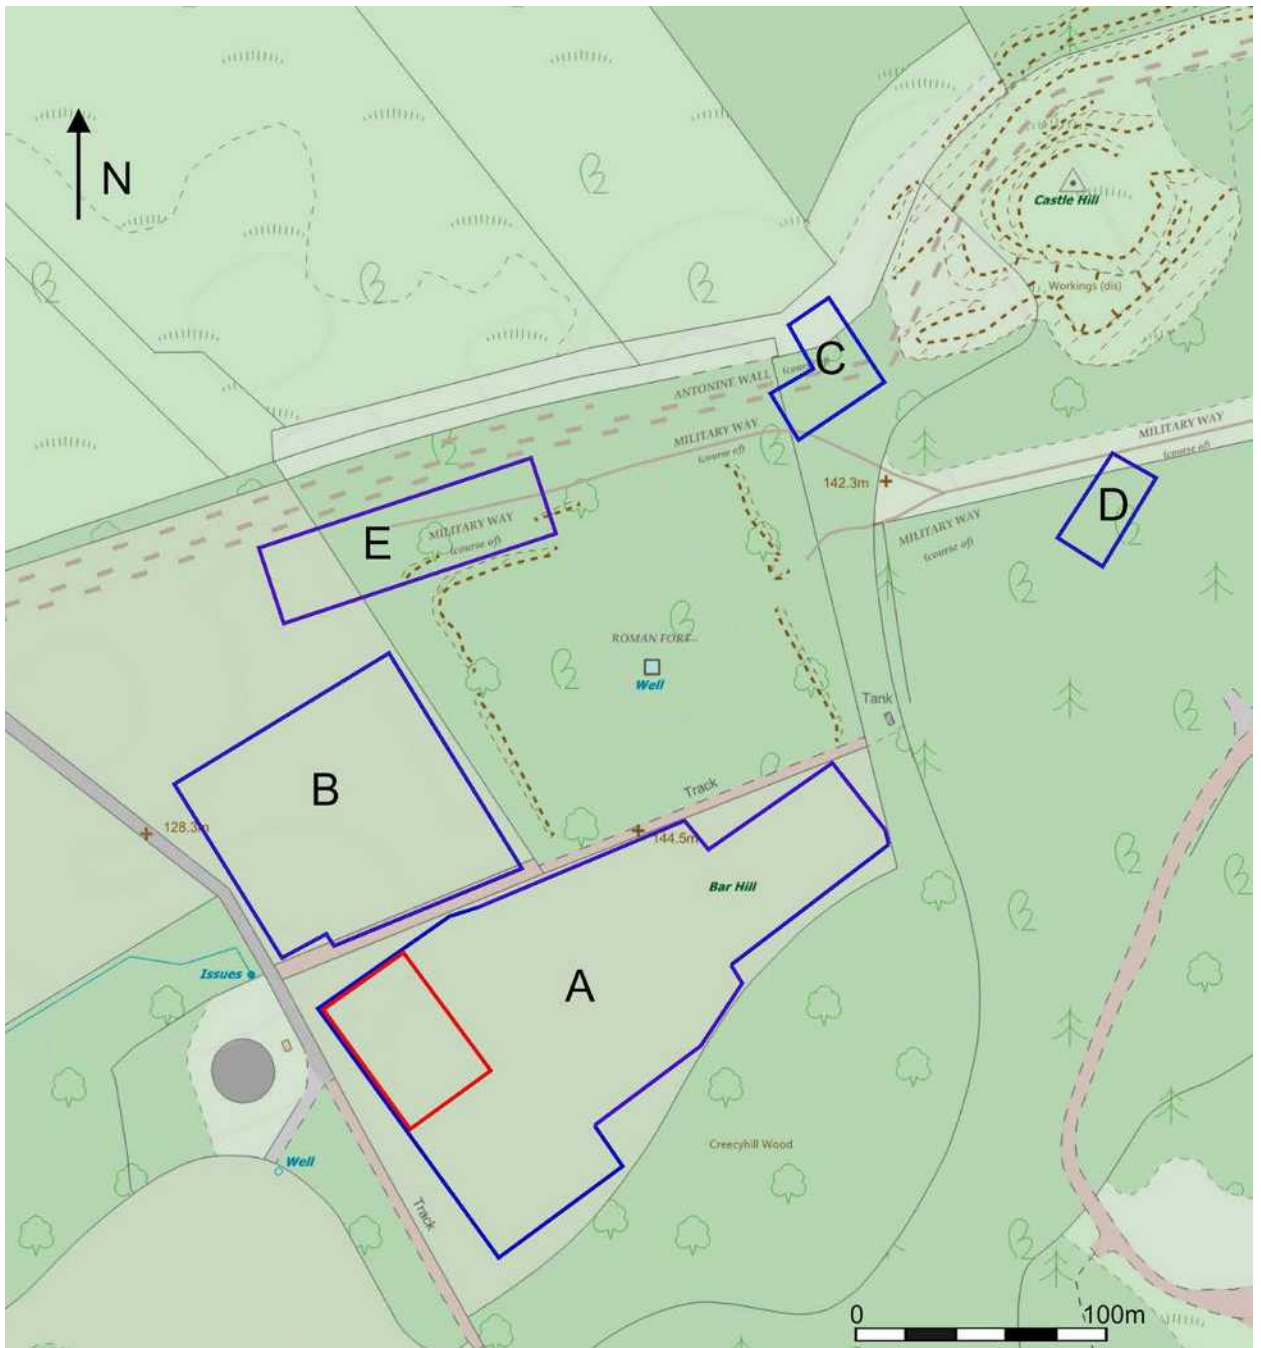 N
Castle Hill
Workings (dis)
C
ANTONINE WALL
MILITARY WAY
(course of)
MILITARY WAY
(course of)
142.3m
D
MILITARY WAY
(course of)
E
MILITARY WAY
(course of)
ROMAN FORT
Well
Tank
B
Track
128.3m
144.5m
Bar Hill
Issues
A
Creecyhill Wood
Well
Track
0
100m